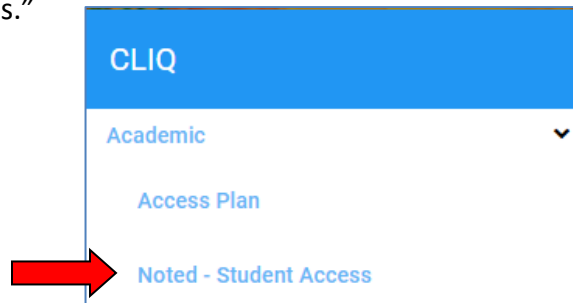 s.”
CLIQ
Academic
Access Plan
Noted - Student Access